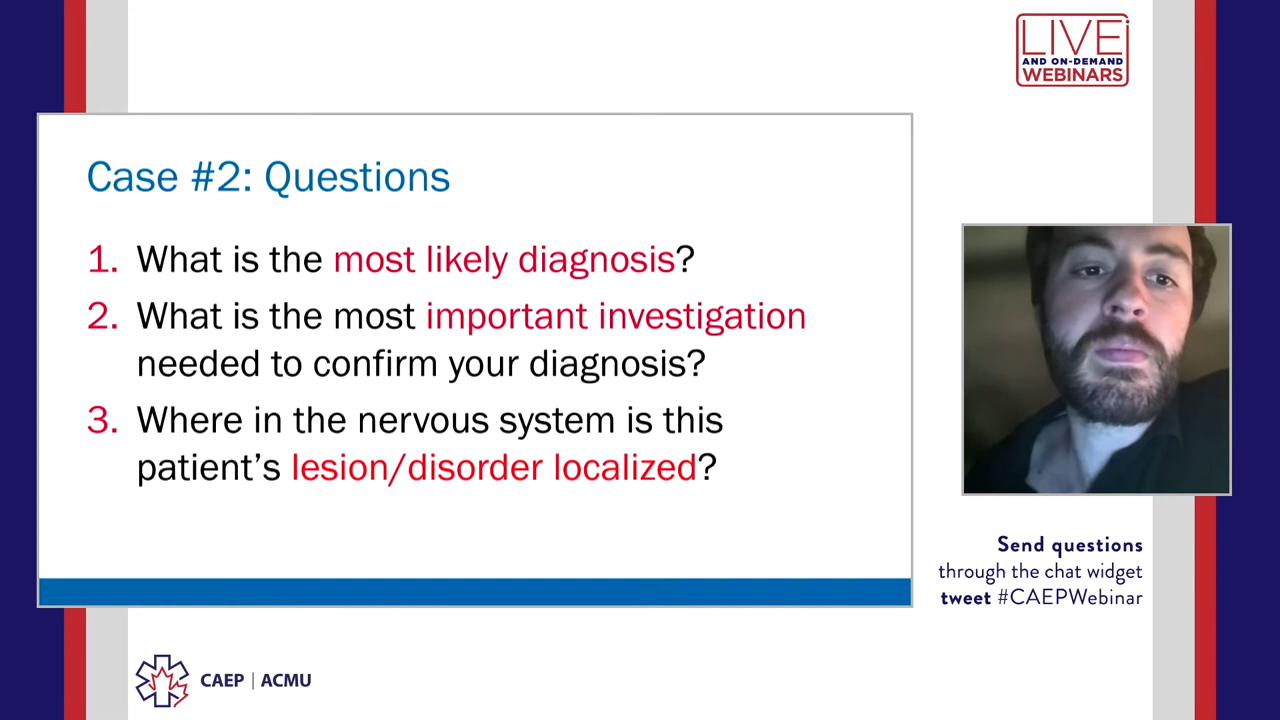 LIVE
AND ON-DEMAND
WEBINARS
Case #2: Questions
1. What is the most likely diagnosis?
2. What is the most important investigation
needed to confirm your diagnosis?
3. Where in the nervous system is this
patient’s lesion/disorder localized?
Send questions
through the chat widget
tweet #CAEPWebinar
CAEP | ACMU